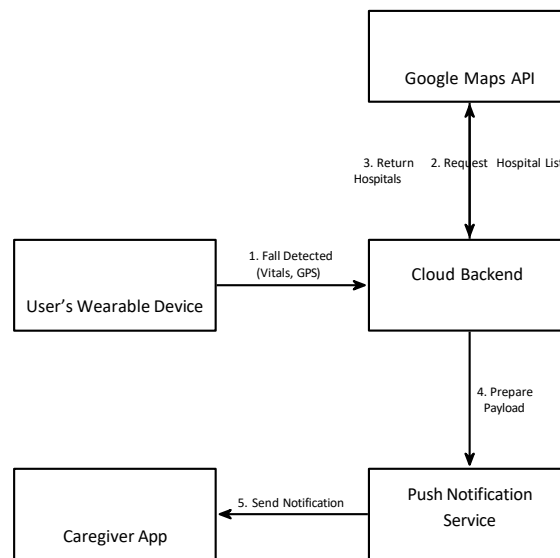 Google Maps API
3. Return
Hospitals
2. Request Hospital List
1. Fall Detected
(Vitals, GPS)
User’s Wearable Device
Cloud Backend
4. Prepare
Payload
5. Send Notification
Caregiver App
Push Notification
Service